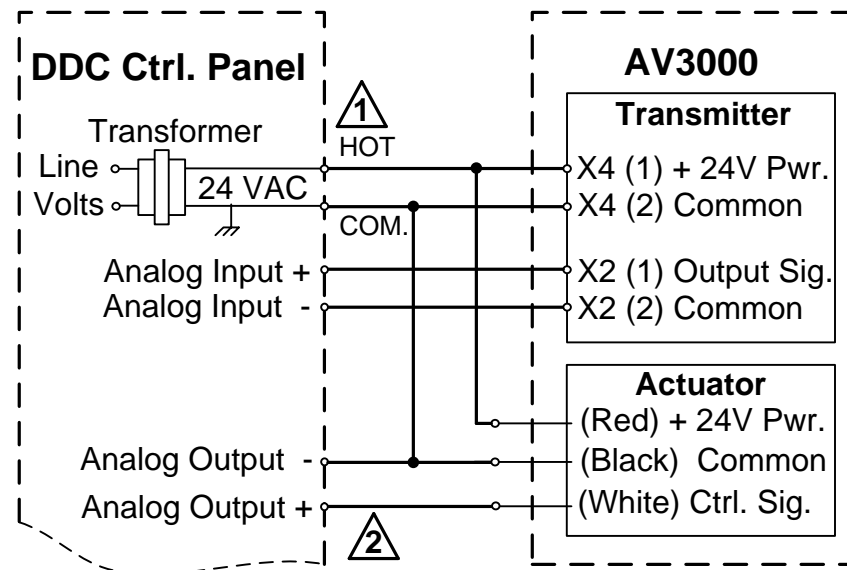 DDC Ctrl. Panel
Transformer
Line
Volts
24 VAC
1
HOT
COM.
Analog Input +
Analog Input -
Analog Output -
Analog Output +
2
AV3000
Transmitter
X4 (1) + 24V Pwr.
X4 (2) Common
X2 (1) Output Sig.
X2 (2) Common
Actuator
(Red) + 24V Pwr.
(Black) Common
(White) Ctrl. Sig.